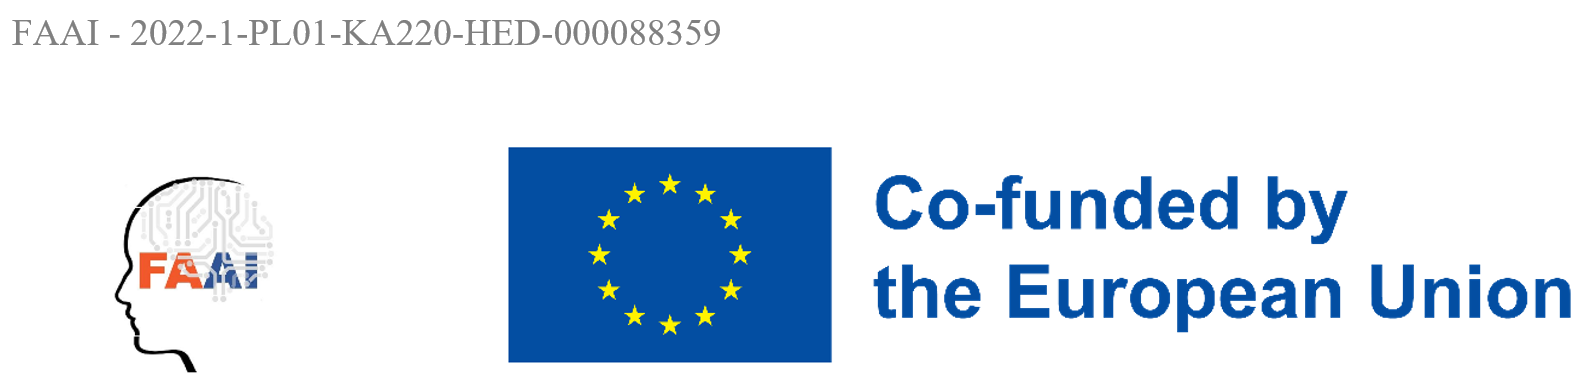 FAAI - 2022-1-PL01-KA220-HED-000088359
FAAI
Co-funded by
the European Union